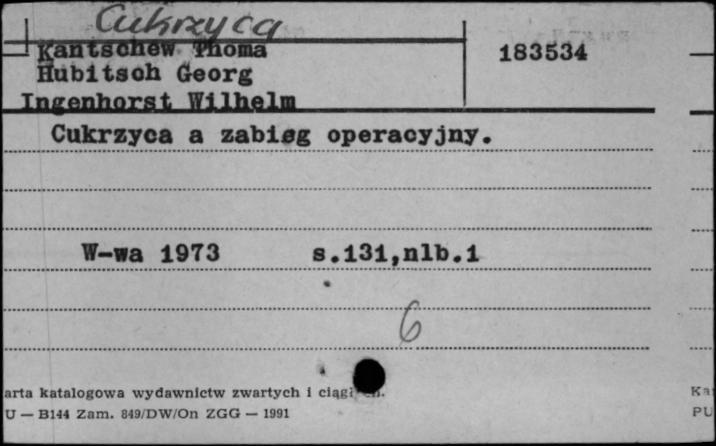 Cukrzyca
Kantschew Thoma 183534
Hubitsch Georg
Ingenhorst Wilhelm
Cukrzyca a zabieg operacyjny.
W-wa 1973 s.131,nlb.1
6
arta katalogowa wydawnictw zwartych i ciągł ch. Ka
U — B144 Zam. 849/DW/On ZGG — 1991 PU